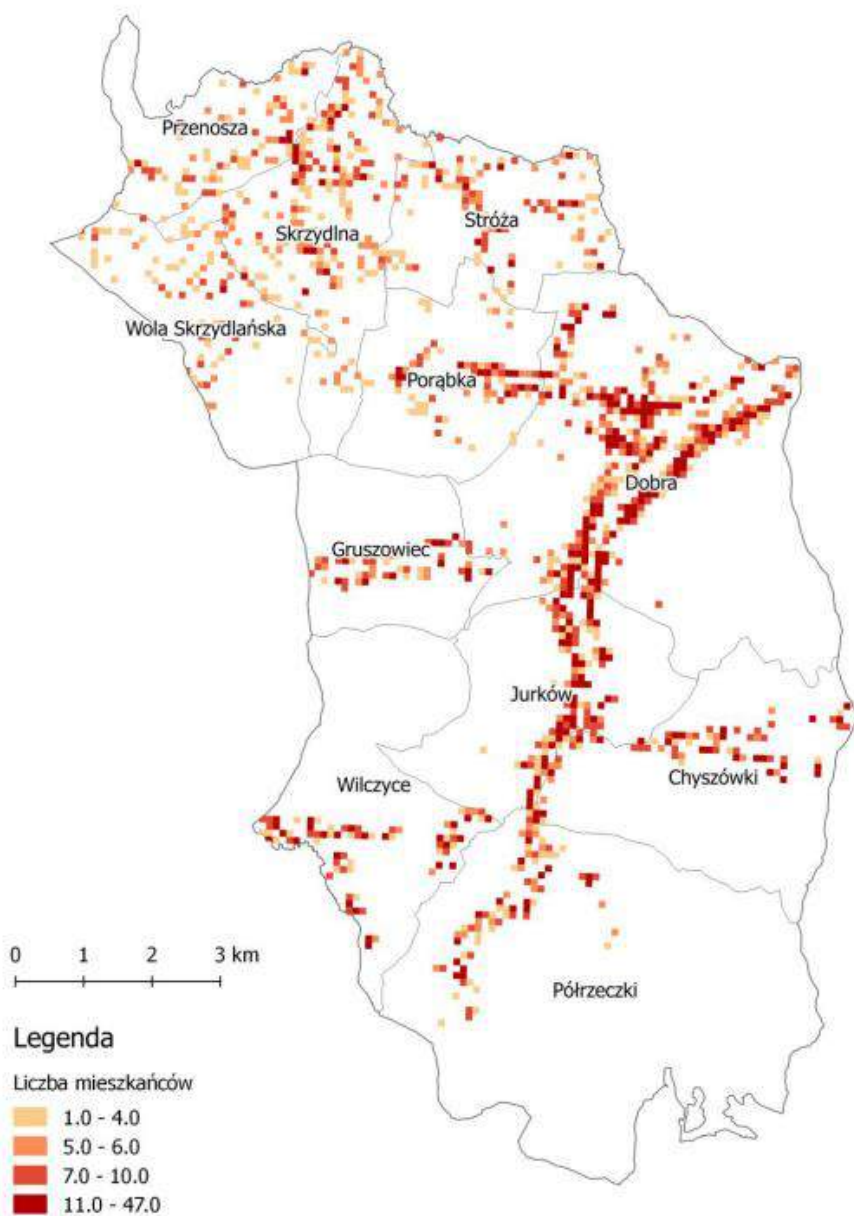 Przenosza
Skrzydlna
Stróża
Wola Skrzydlańska
Porąbka
Dobra
Gruszowiec
Jurków
Wilczyce
Chyszówki
Półrzeczki
0 1 2 3 km
Legenda
Liczba mieszkańców
1.0 - 4.0
5.0 - 6.0
7.0 - 10.0
11.0 - 47.0